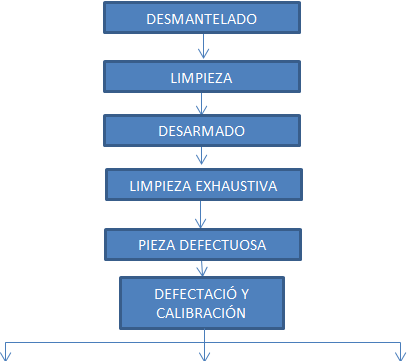 DESMANTELADO
LIMPIEZA
DESARMADO
LIMPIEZA EXHAUSTIVA
PIEZA DEFECTUOSA
DEFECTACIÓ Y
CALIBRACIÓN